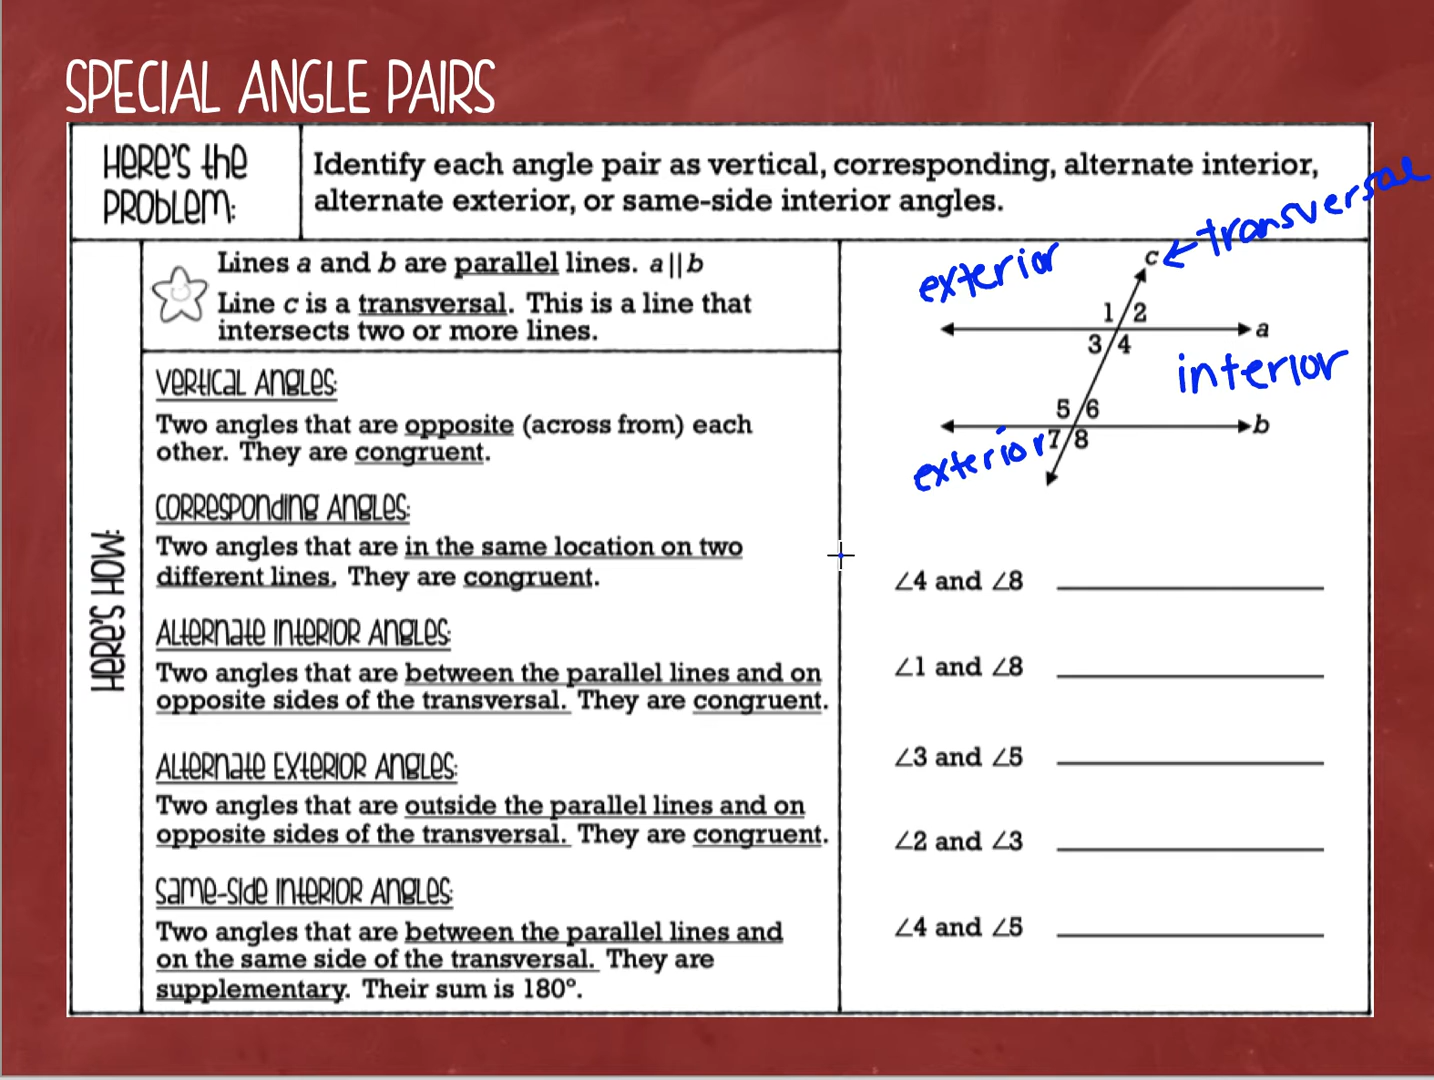 SPECIAL ANGLE PAIRS
HERE'S the PROBLEM:
Identify each angle pair as vertical, corresponding, alternate interior,
alternate exterior, or same-side interior angles.
HERE'S HOW:
Lines a and b are parallel lines. a||b
Line c is a transversal. This is a line that
intersects two or more lines.
VERTICAL ANGLES:
Two angles that are opposite (across from) each
other. They are congruent.
CORRESPONDING ANGLES:
Two angles that are in the same location on two
different lines. They are congruent.
ALTERNATE INTERIOR ANGLES:
Two angles that are between the parallel lines and on
opposite sides of the transversal. They are congruent.
ALTERNATE EXTERIOR ANGLES:
Two angles that are outside the parallel lines and on
opposite sides of the transversal. They are congruent.
SAME-SIDE INTERIOR ANGLES:
Two angles that are between the parallel lines and
on the same side of the transversal. They are
supplementary. Their sum is 180°.
transversal
exterior
c
1 2
a
3 4
interior
5 6
b
exterior
7 8
∠4 and ∠8
∠1 and ∠8
∠3 and ∠5
∠2 and ∠3
∠4 and ∠5